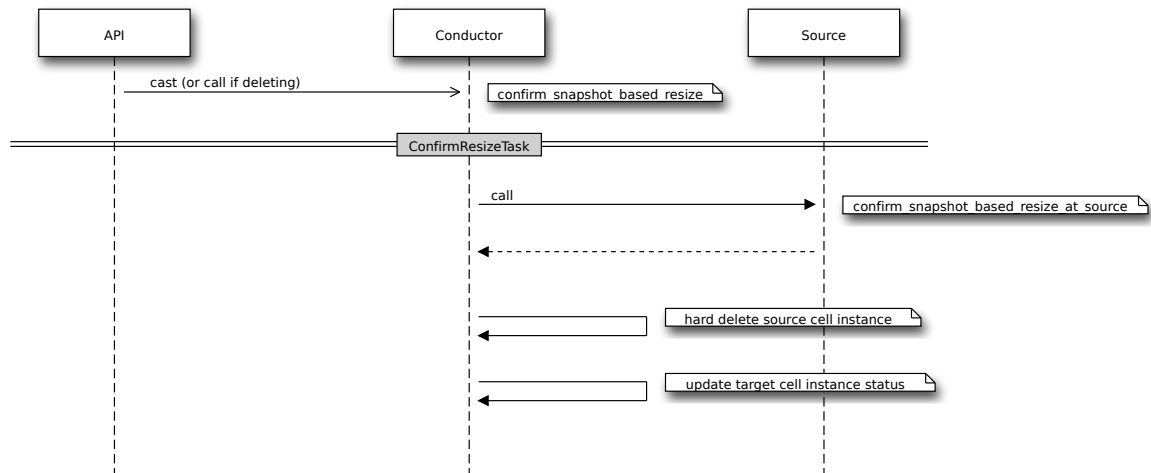 API
Conductor
Source
cast (or call if deleting)
confirm_snapshot_based_resize
ConfirmResizeTask
call
confirm_snapshot_based_resize_at_source
hard delete source cell instance
update target cell instance status